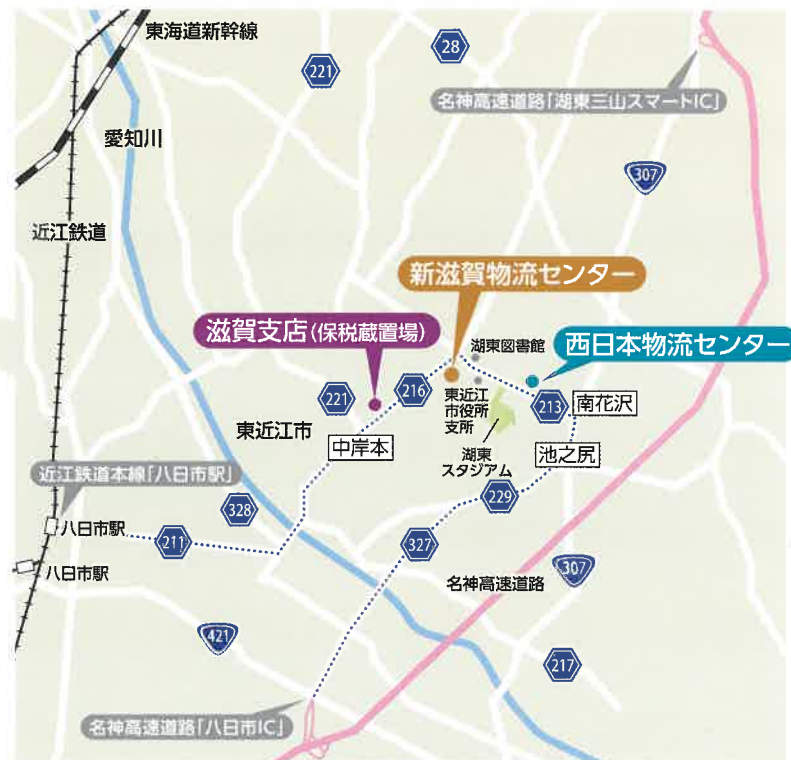 東海道新幹線
221
28
名神高速道路「湖東三山スマートIC」
愛知川
307
近江鉄道
新滋賀物流センター
滋賀支店(保税蔵置場)
湖東図書館
西日本物流センター
221
216
東近江
市役所
支所
213
南花沢
東近江市
中岸本
湖東
スタジアム
池之尻
近江鉄道本線「八日市駅」
328
229
八日市駅
211
327
八日市駅
307
名神高速道路
421
217
名神高速道路「八日市IC」